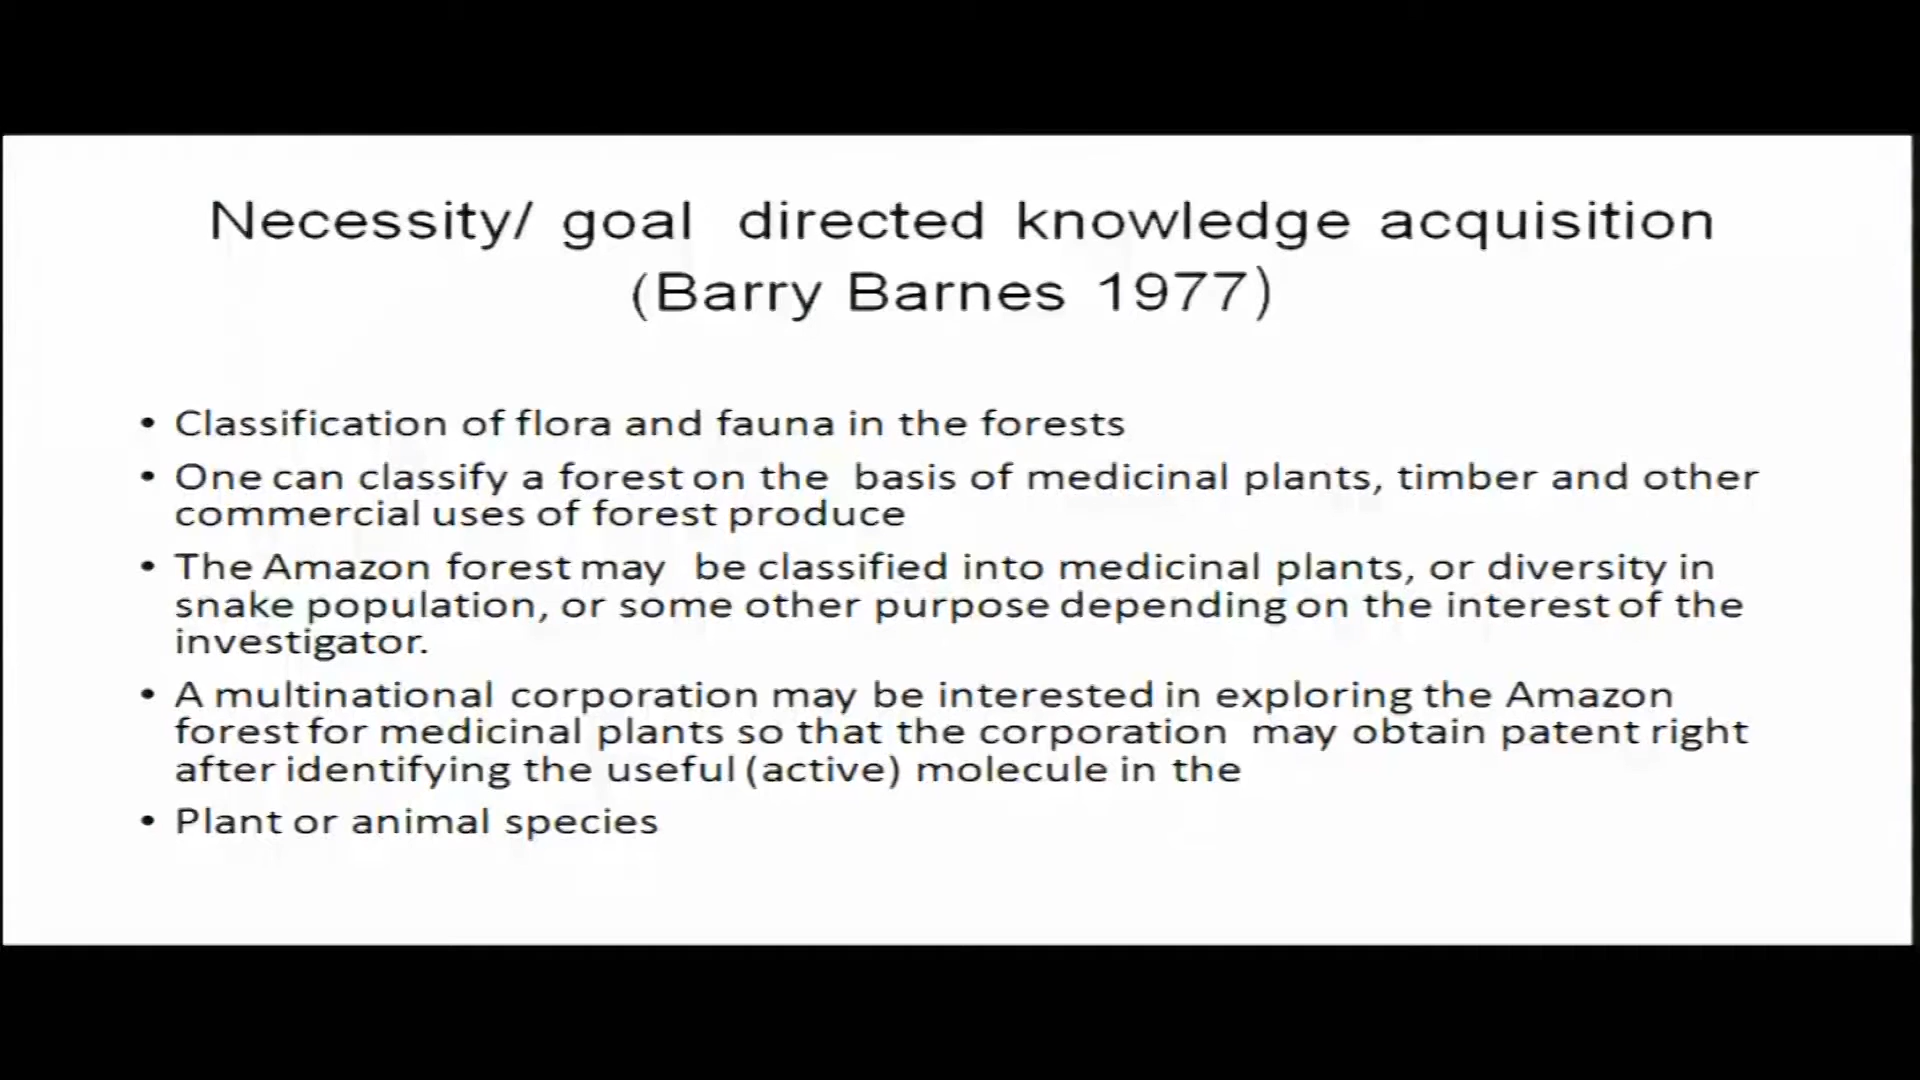 Necessity/ goal directed knowledge acquisition
(Barry Barnes 1977)
• Classification of flora and fauna in the forests
• One can classify a forest on the basis of medicinal plants, timber and other
commercial uses of forest produce
• The Amazon forest may be classified into medicinal plants, or diversity in
snake population, or some other purpose depending on the interest of the
investigator.
• A multinational corporation may be interested in exploring the Amazon
forest for medicinal plants so that the corporation may obtain patent right
after identifying the useful (active) molecule in the
• Plant or animal species